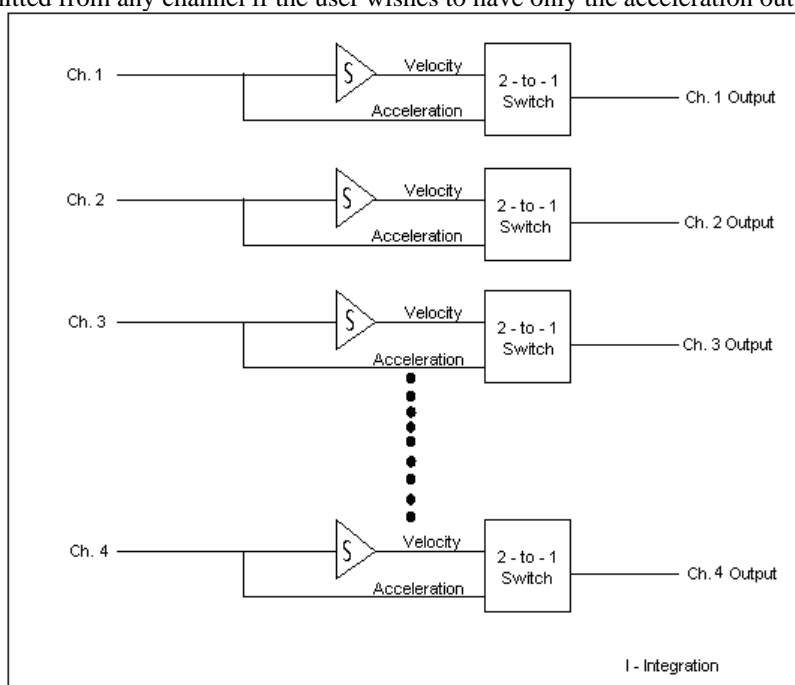 itted from any channel if the user wishes to have only the acceleration out
Ch. 1
S
Velocity
Acceleration
2 - to - 1
Switch
Ch. 1 Output
Ch. 2
S
Velocity
Acceleration
2 - to - 1
Switch
Ch. 2 Output
Ch. 3
S
Velocity
Acceleration
2 - to - 1
Switch
Ch. 3 Output
Ch. 4
S
Velocity
Acceleration
2 - to - 1
Switch
Ch. 4 Output
I - Integration